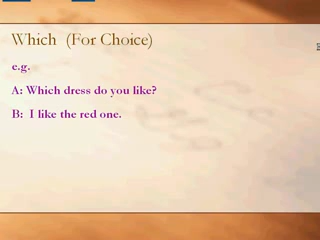 Which (For Choice)
e.g.
A: Which dress do you like?
B: I like the red one.